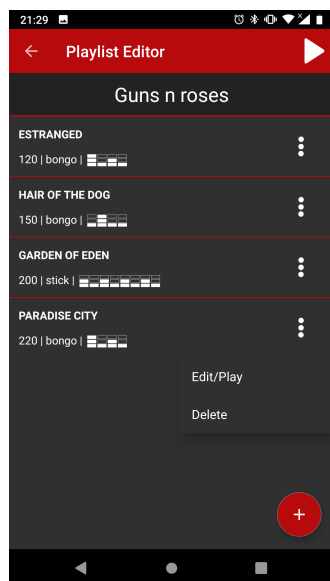 21:29
Playlist Editor
Guns n roses
ESTRANGED
120 | bongo |
HAIR OF THE DOG
150 | bongo |
GARDEN OF EDEN
200 | stick |
PARADISE CITY
220 | bongo |
Edit/Play
Delete
+